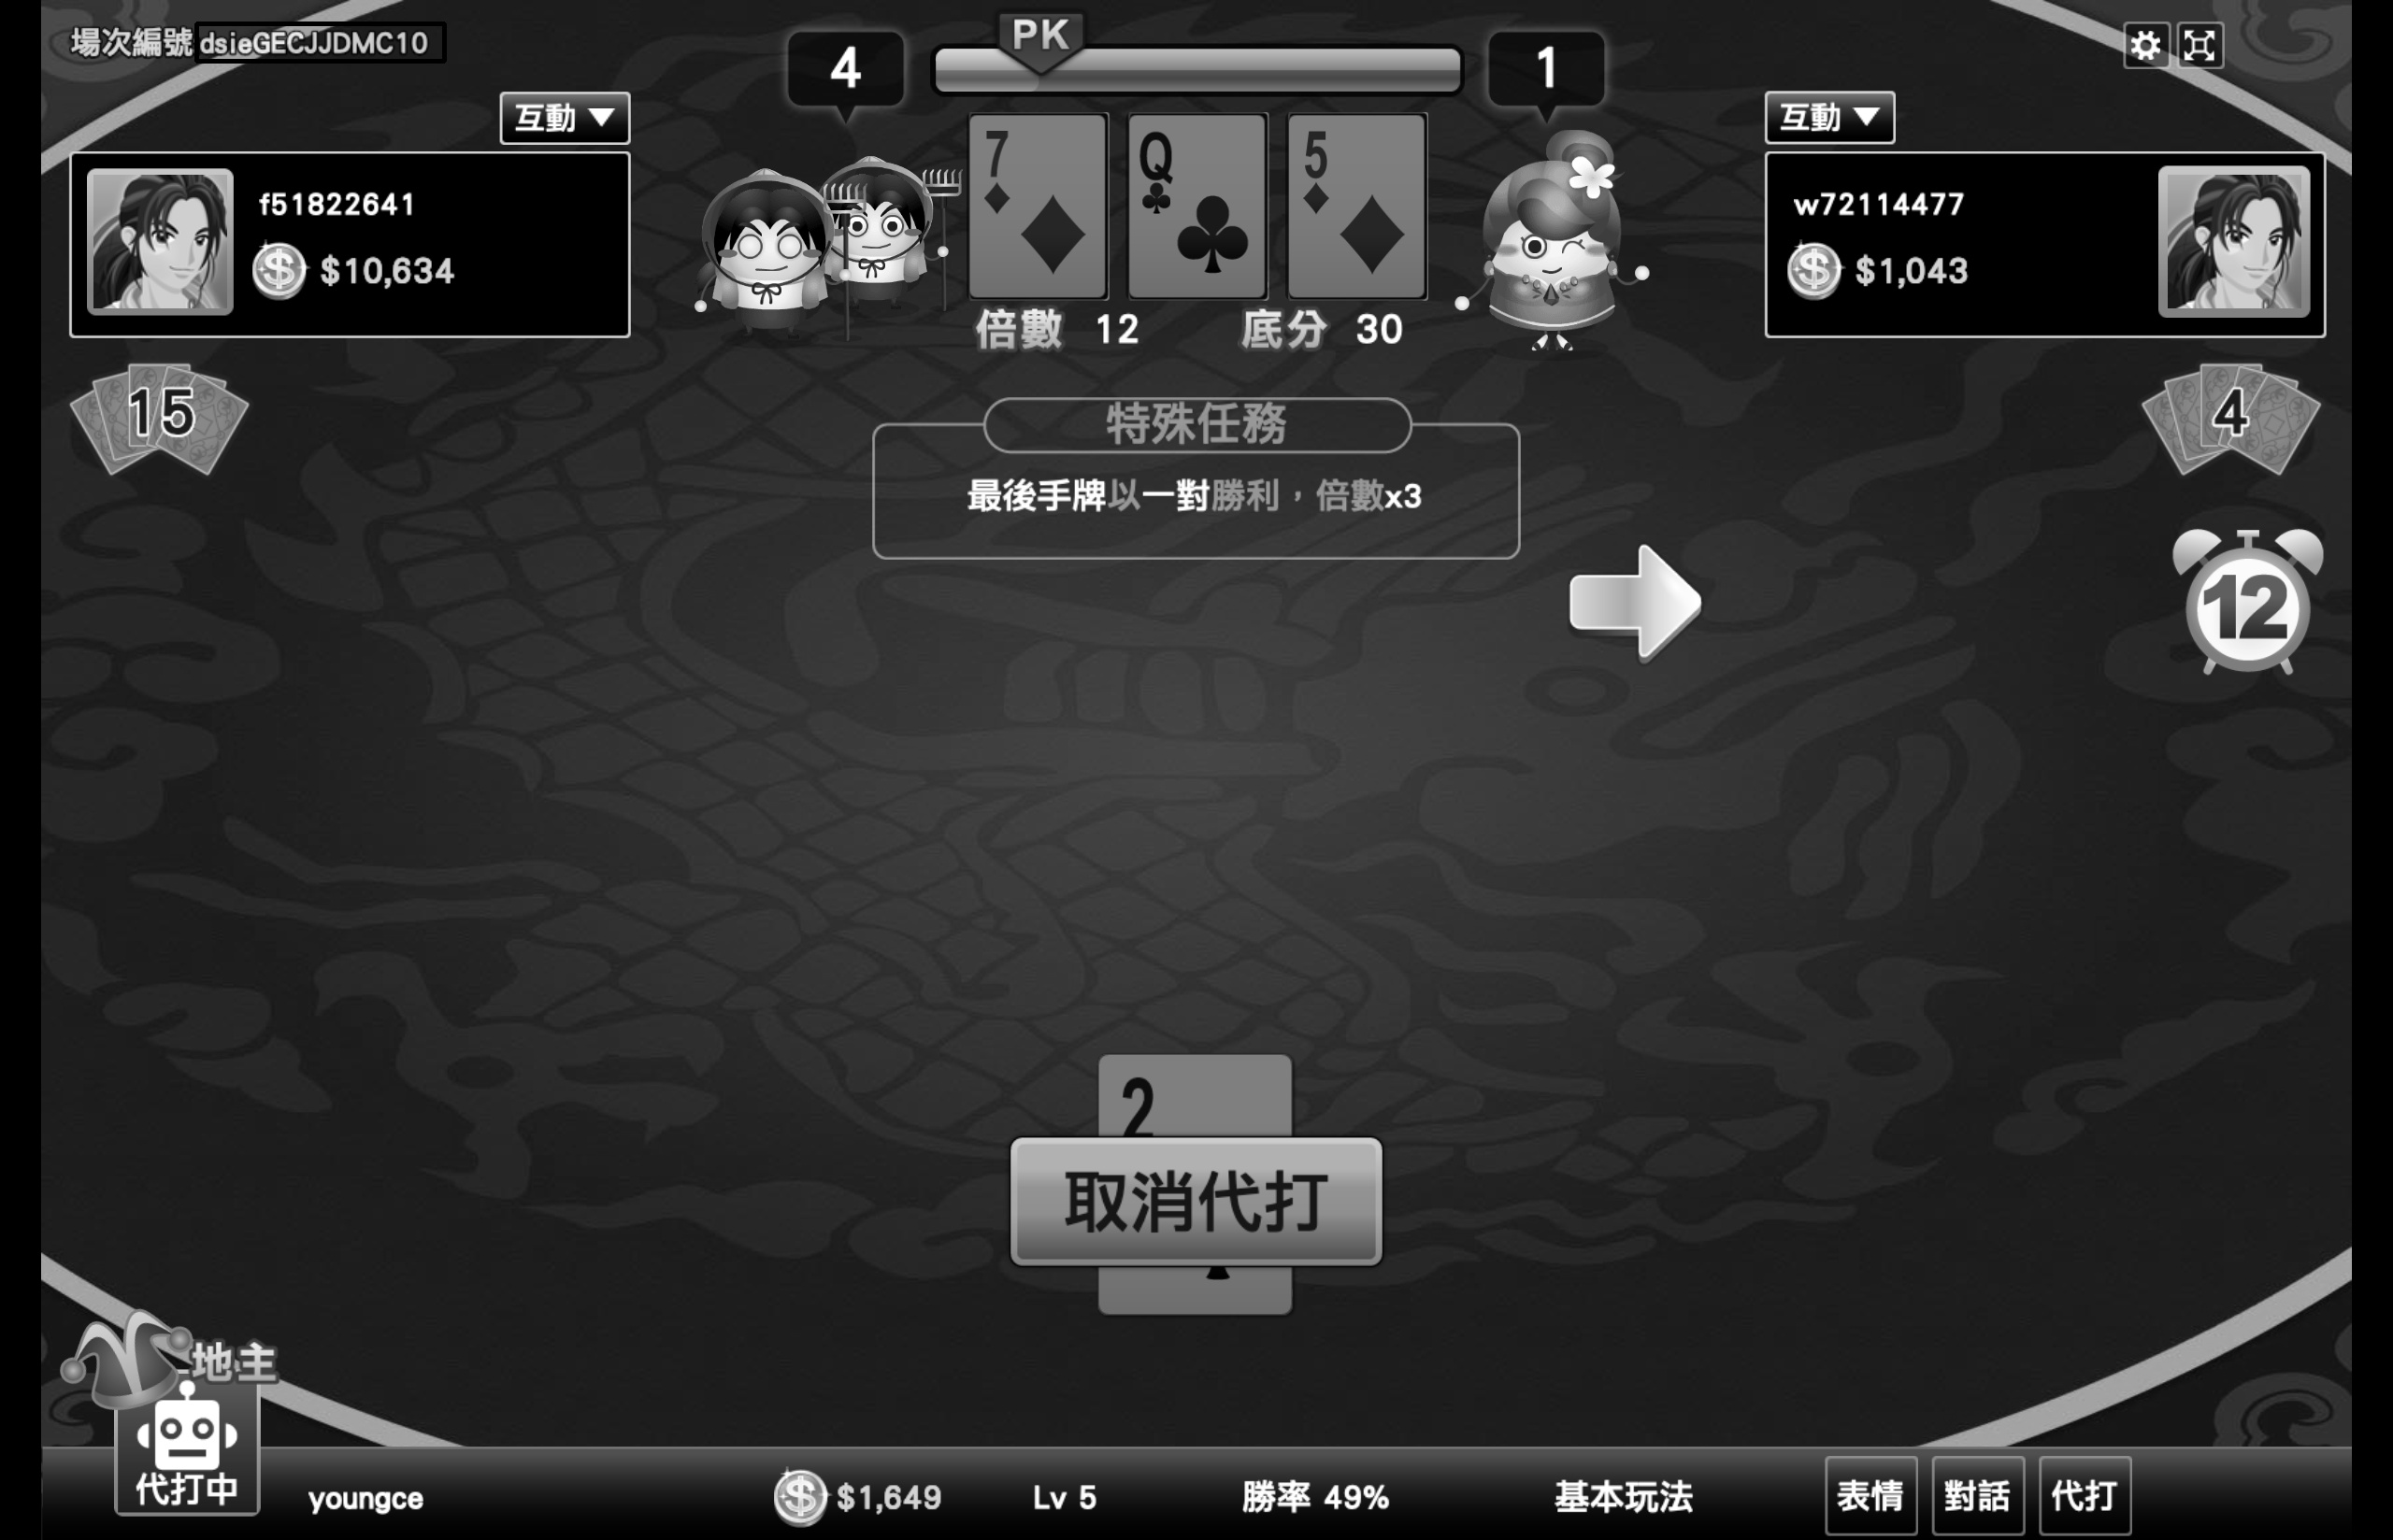 場次編號 dsieGECJJDMC10
4
PK
1
互動
互動
f51822641
$10,634
7
Q
5
w72114477
$1,043
倍數 12
底分 30
15
4
特殊任務
最後手牌以一對勝利,倍數x3
12
2
取消代打
地主
代打中
youngce
$1,649
Lv 5
勝率 49%
基本玩法
表情
對話
代打